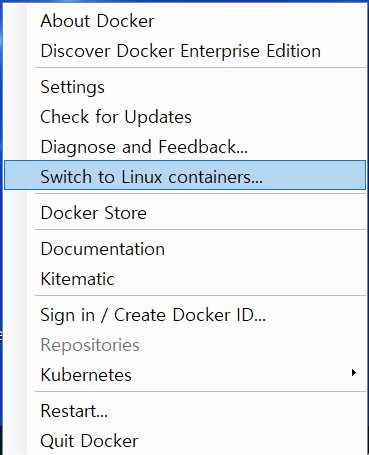 About Docker
Discover Docker Enterprise Edition
Settings
Check for Updates
Diagnose and Feedback...
Switch to Linux containers...
Docker Store
Documentation
Kitematic
Sign in / Create Docker ID...
Repositories
Kubernetes
Restart...
Quit Docker